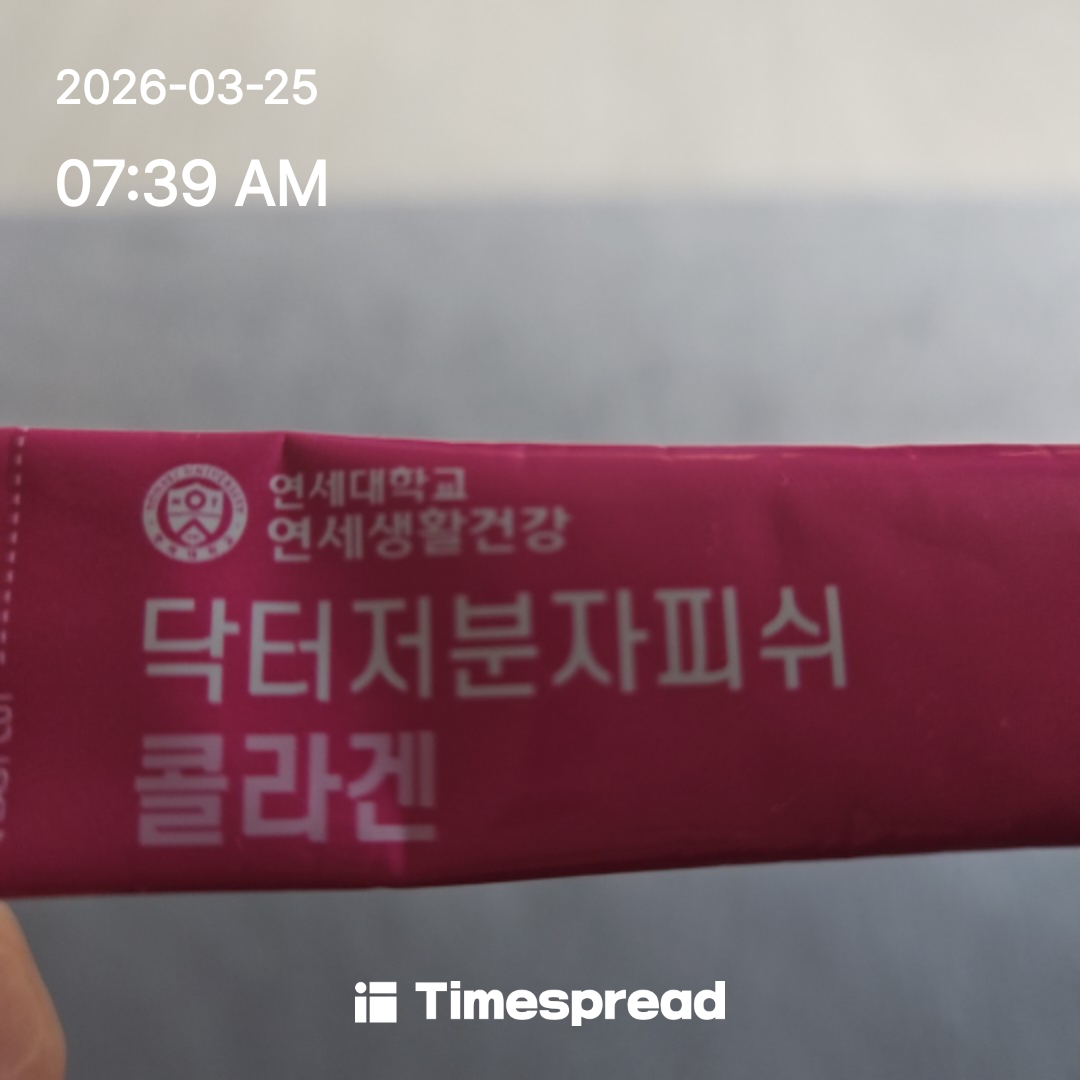 2026-03-25
07:39 AM
연세대학교
연세생활건강
닥터저분자피쉬
콜라겐
Timespread